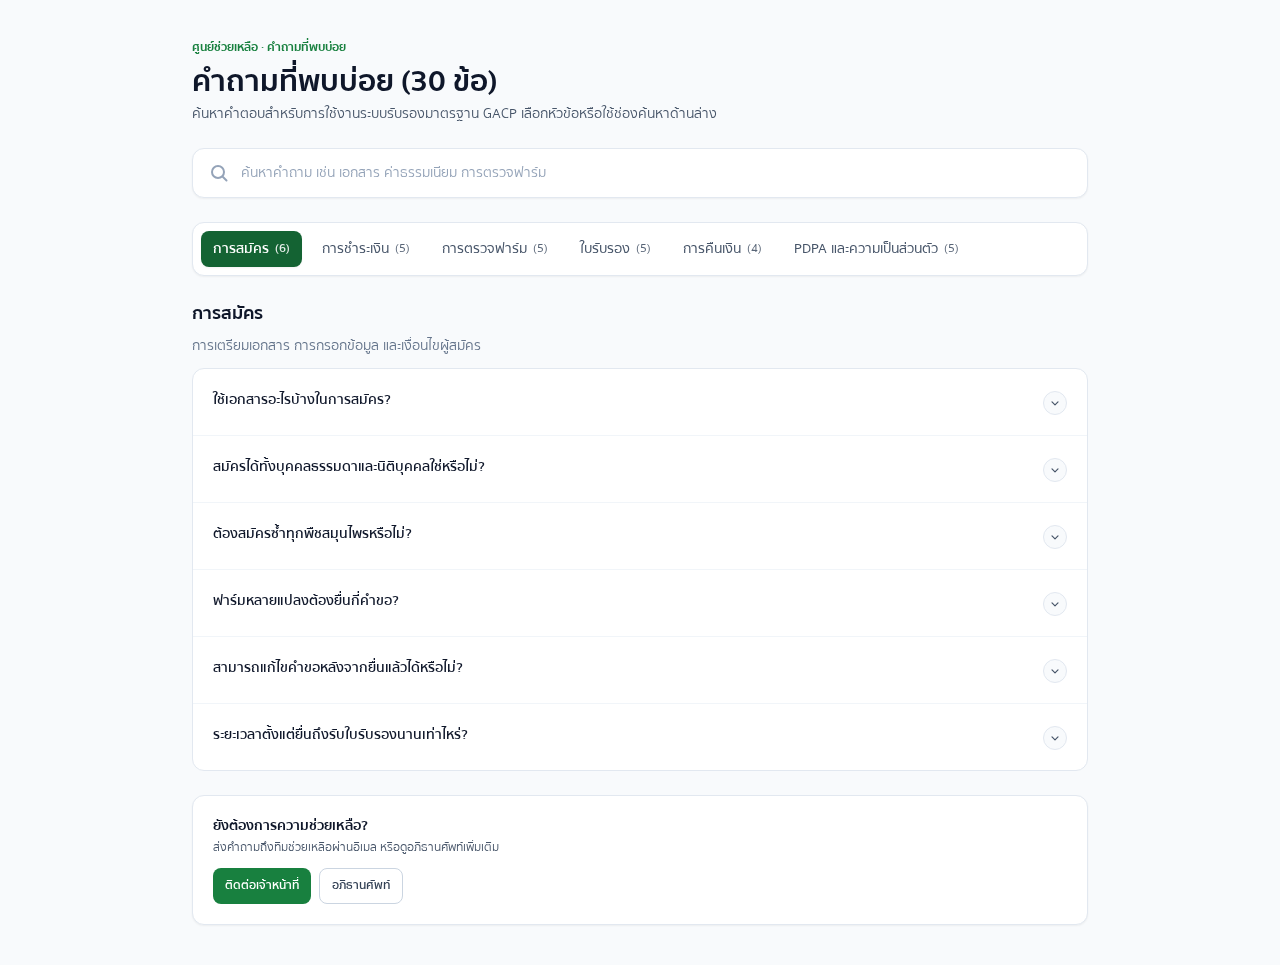 ศูนย์ช่วยเหลือ · คำถามที่พบบ่อย
คำถามที่พบบ่อย (30 ข้อ)
ค้นหาคำตอบสำหรับการใช้งานระบบรับรองมาตรฐาน GACP เลือกหัวข้อหรือใช้ช่องค้นหาด้านล่าง
ค้นหาคำถาม เช่น เอกสาร ค่าธรรมเนียม การตรวจฟาร์ม
การสมัคร (6) การชำระเงิน (5) การตรวจฟาร์ม (5) ใบรับรอง (5) การคืนเงิน (4) PDPA และความเป็นส่วนตัว (5)
การสมัคร
การเตรียมเอกสาร การกรอกข้อมูล และเงื่อนไขผู้สมัคร
ใช้เอกสารอะไรบ้างในการสมัคร?
สมัครได้ทั้งบุคคลธรรมดาและนิติบุคคลใช่หรือไม่?
ต้องสมัครซ้ำทุกพืชสมุนไพรหรือไม่?
ฟาร์มหลายแปลงต้องยื่นกี่คำขอ?
สามารถแก้ไขคำขอหลังจากยื่นแล้วได้หรือไม่?
ระยะเวลาตั้งแต่ยื่นถึงรับใบรับรองนานเท่าไหร่?
ยังต้องการความช่วยเหลือ?
ส่งคำถามถึงทีมช่วยเหลือผ่านอีเมล หรือดูอภิธานศัพท์เพิ่มเติม
ติดต่อเจ้าหน้าที่ อภิธานศัพท์